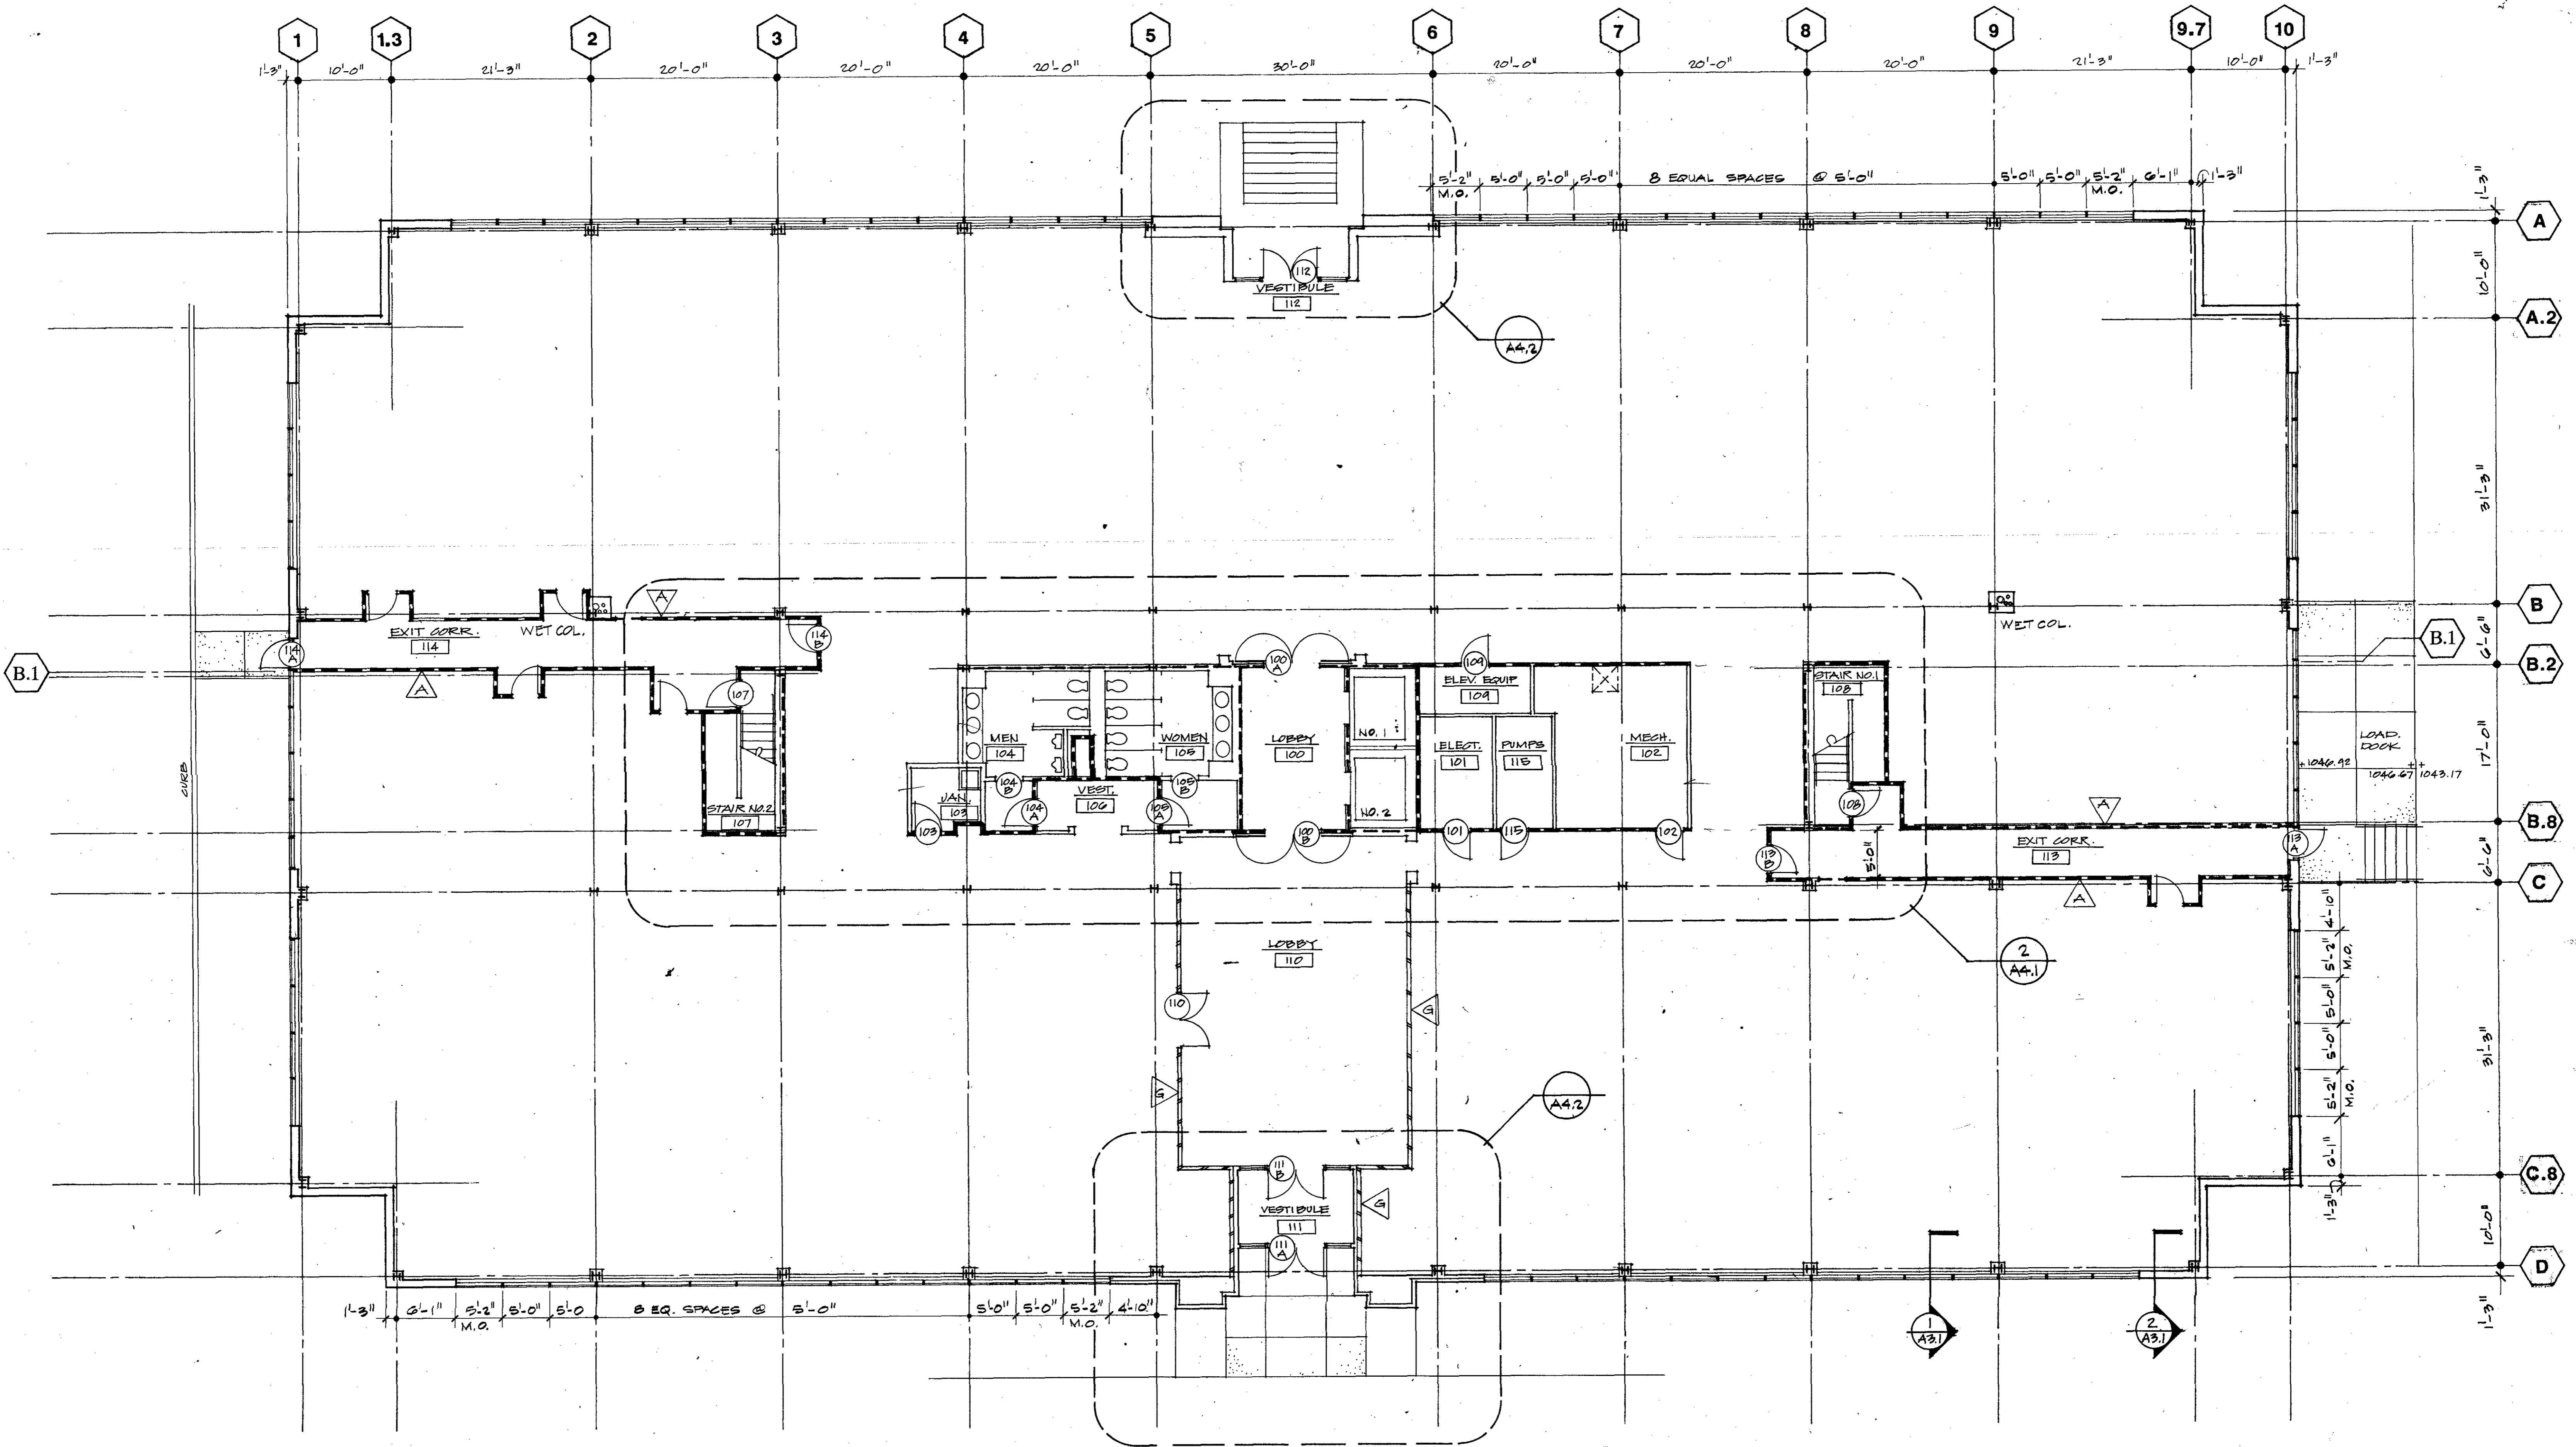 1 1.3 2 3 4 5 6 7 8 9 9.7 10
1'-3" 10'-0" 21'-3" 20'-0" 20'-0" 20'-0" 30'-0" 20'-0" 20'-0" 20'-0" 21'-3" 10'-0" 1'-3"
5'-2" 5'-0" 5'-0" 5'-0" 8 EQUAL SPACES @ 5'-0" 5'-0" 5'-0" 5'-2" 6'-1" 1'-3"
M.O. M.O.
1'-3"
A
10'-0"
112
VESTIBULE
112
A.2
A4.2
31'-3"
A
B
WET COL.
EXIT CORR.
114
WET COL.
114
B
114
A
6'-6"
B.1
B.1
B.2
A
107
100
A
109
ELEV. EQUIP
109
STAIR NO.1
108
MEN
104
WOMEN
105
LOBBY
100
NO. 1
ELECT.
101
PUMPS
115
MECH.
102
LOAD.
DOCK
CURB
17'-0"
1046.92
1046.67 1043.17
104
B
105
B
VEST.
106
JAN.
103
STAIR NO.2
107
104
A
105
A
NO. 2
108
A
103
100
B
101
115
102
B.8
113
A
EXIT CORR.
113
113
B
5'-0"
6'-6"
C
A
4'-10"
LOBBY
110
2
A4.1
5'-2"
M.O.
110
G
5'-0"
5'-0"
31'-3"
G
A4.2
5'-2"
M.O.
111
B
6'-1"
C.8
G
1'-3"
VESTIBULE
111
111
A
10'-0"
D
1'-3" 6'-1" 5'-2" 5'-0" 5'-0 8 EQ. SPACES @ 5'-0" 5'-0" 5'-0" 5'-2" 4'-10"
M.O. M.O.
1'-3"
1
A3.1
2
A3.1